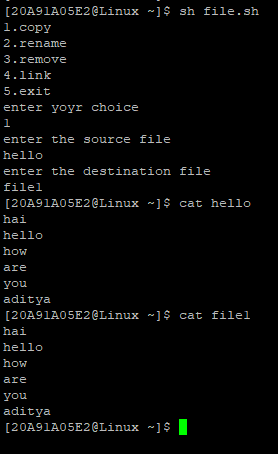 [20A91A05E2@Linux ~]$ sh file.sh
1.copy
2.rename
3.remove
4.link
5.exit
enter yoyr choice
1
enter the source file
hello
enter the destination file
file1
[20A91A05E2@Linux ~]$ cat hello
hai
hello
how
are
you
aditya
[20A91A05E2@Linux ~]$ cat file1
hai
hello
how
are
you
aditya
[20A91A05E2@Linux ~]$